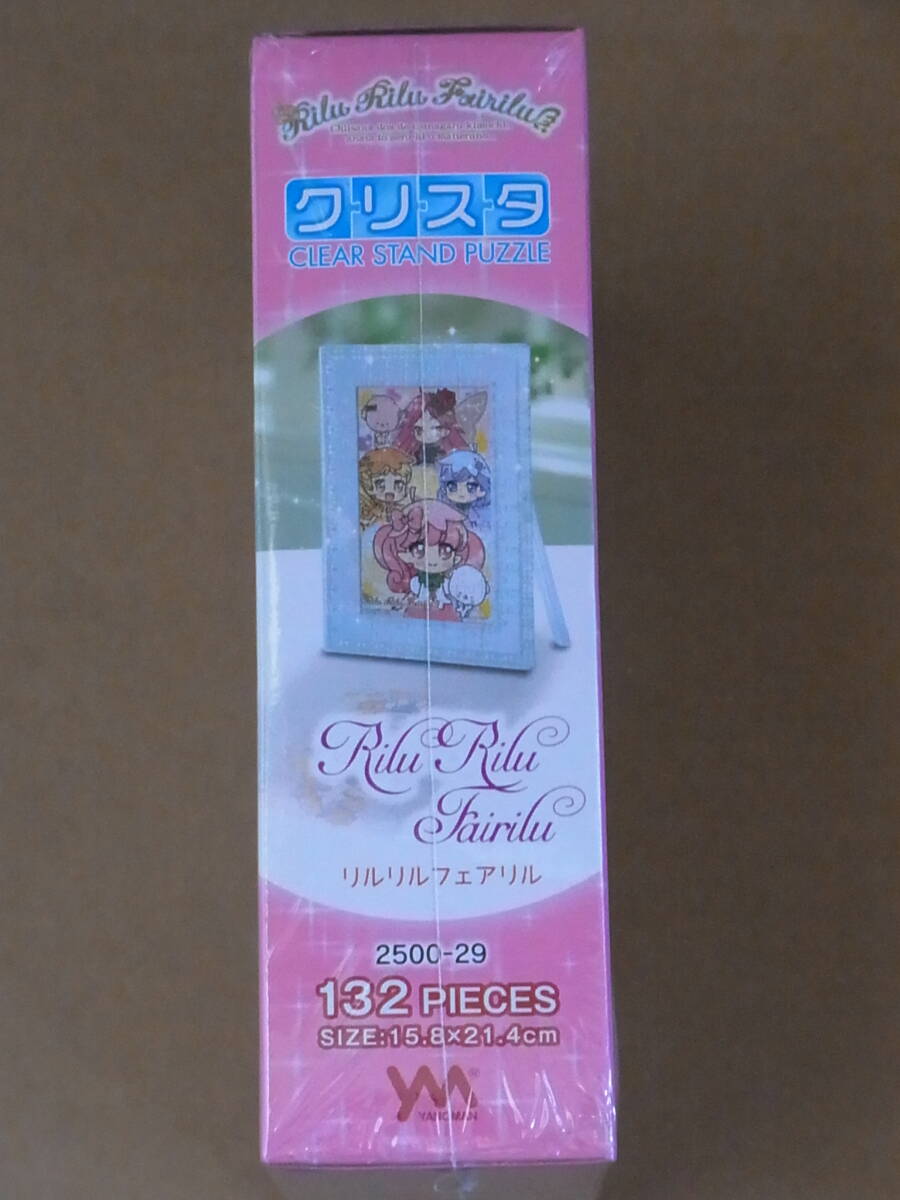 Rilu Rilu Fairilu
クリスタ
CLEAR STAND PUZZLE
Rilu Rilu
Fairilu
リルリルフェアリル
2500-29
132 PIECES
SIZE:15.8×21.4cm
YM®
YANOMAN